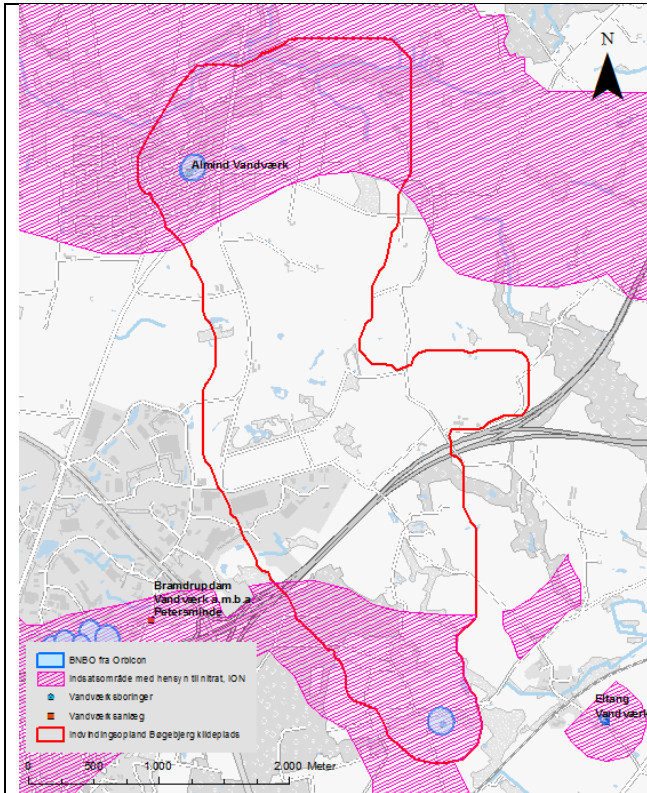 N
Almind Vandværk
Bramdrupdam
Vandværk a.m.b.a.
Petersminde
Eltang
Vandværk
BNBO fra Orbicon
Indsatsområde med hensyn til nitrat, ION
Vandværksboringer
Vandværksanlæg
Indvindingsopland Bøgebjerg kildeplads
0 500 1.000 2.000 Meter